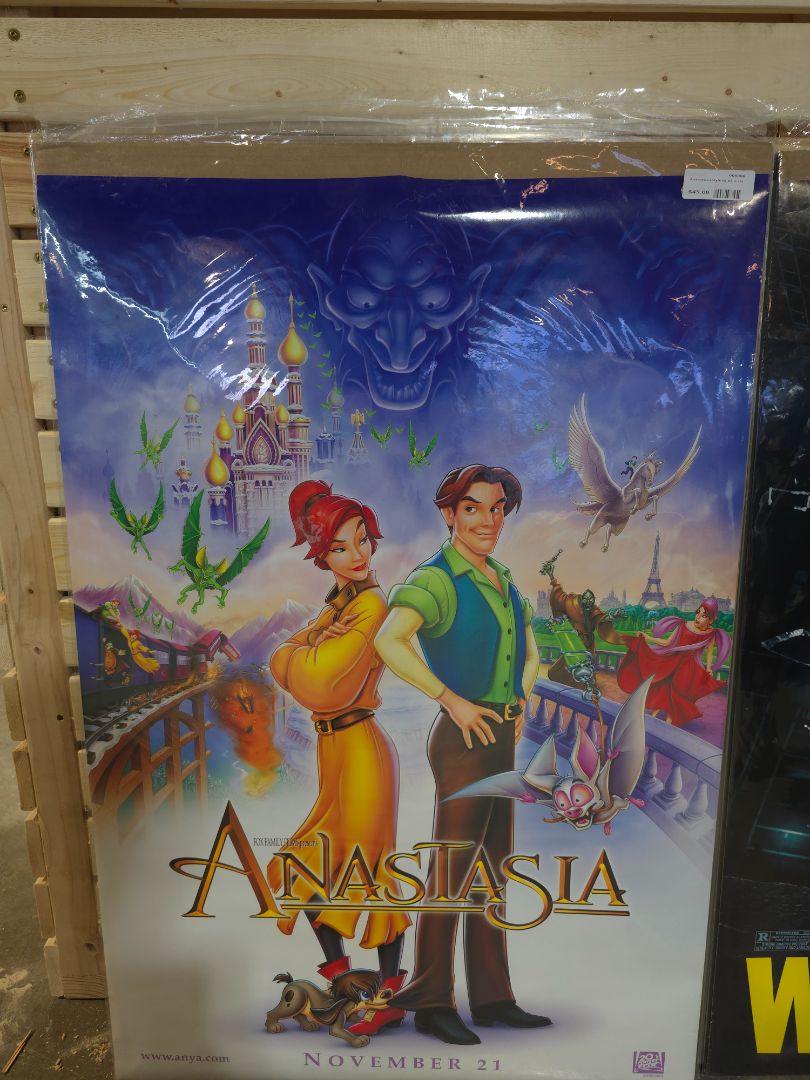 $45.00
FOX FAMILY FILMS presents
ANASTASIA
www.anya.com
NOVEMBER 21
R
W